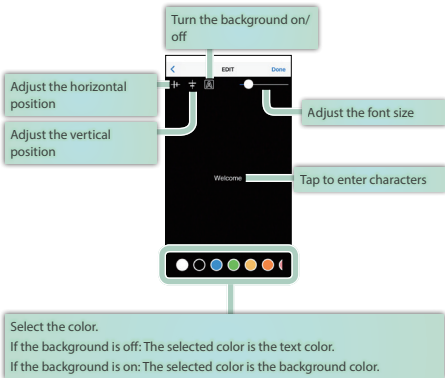 Turn the background on/
off
EDIT
Done
Adjust the horizontal
position
Adjust the font size
Adjust the vertical
position
Welcome
Tap to enter characters
Select the color.
If the background is off: The selected color is the text color.
If the background is on: The selected color is the background color.